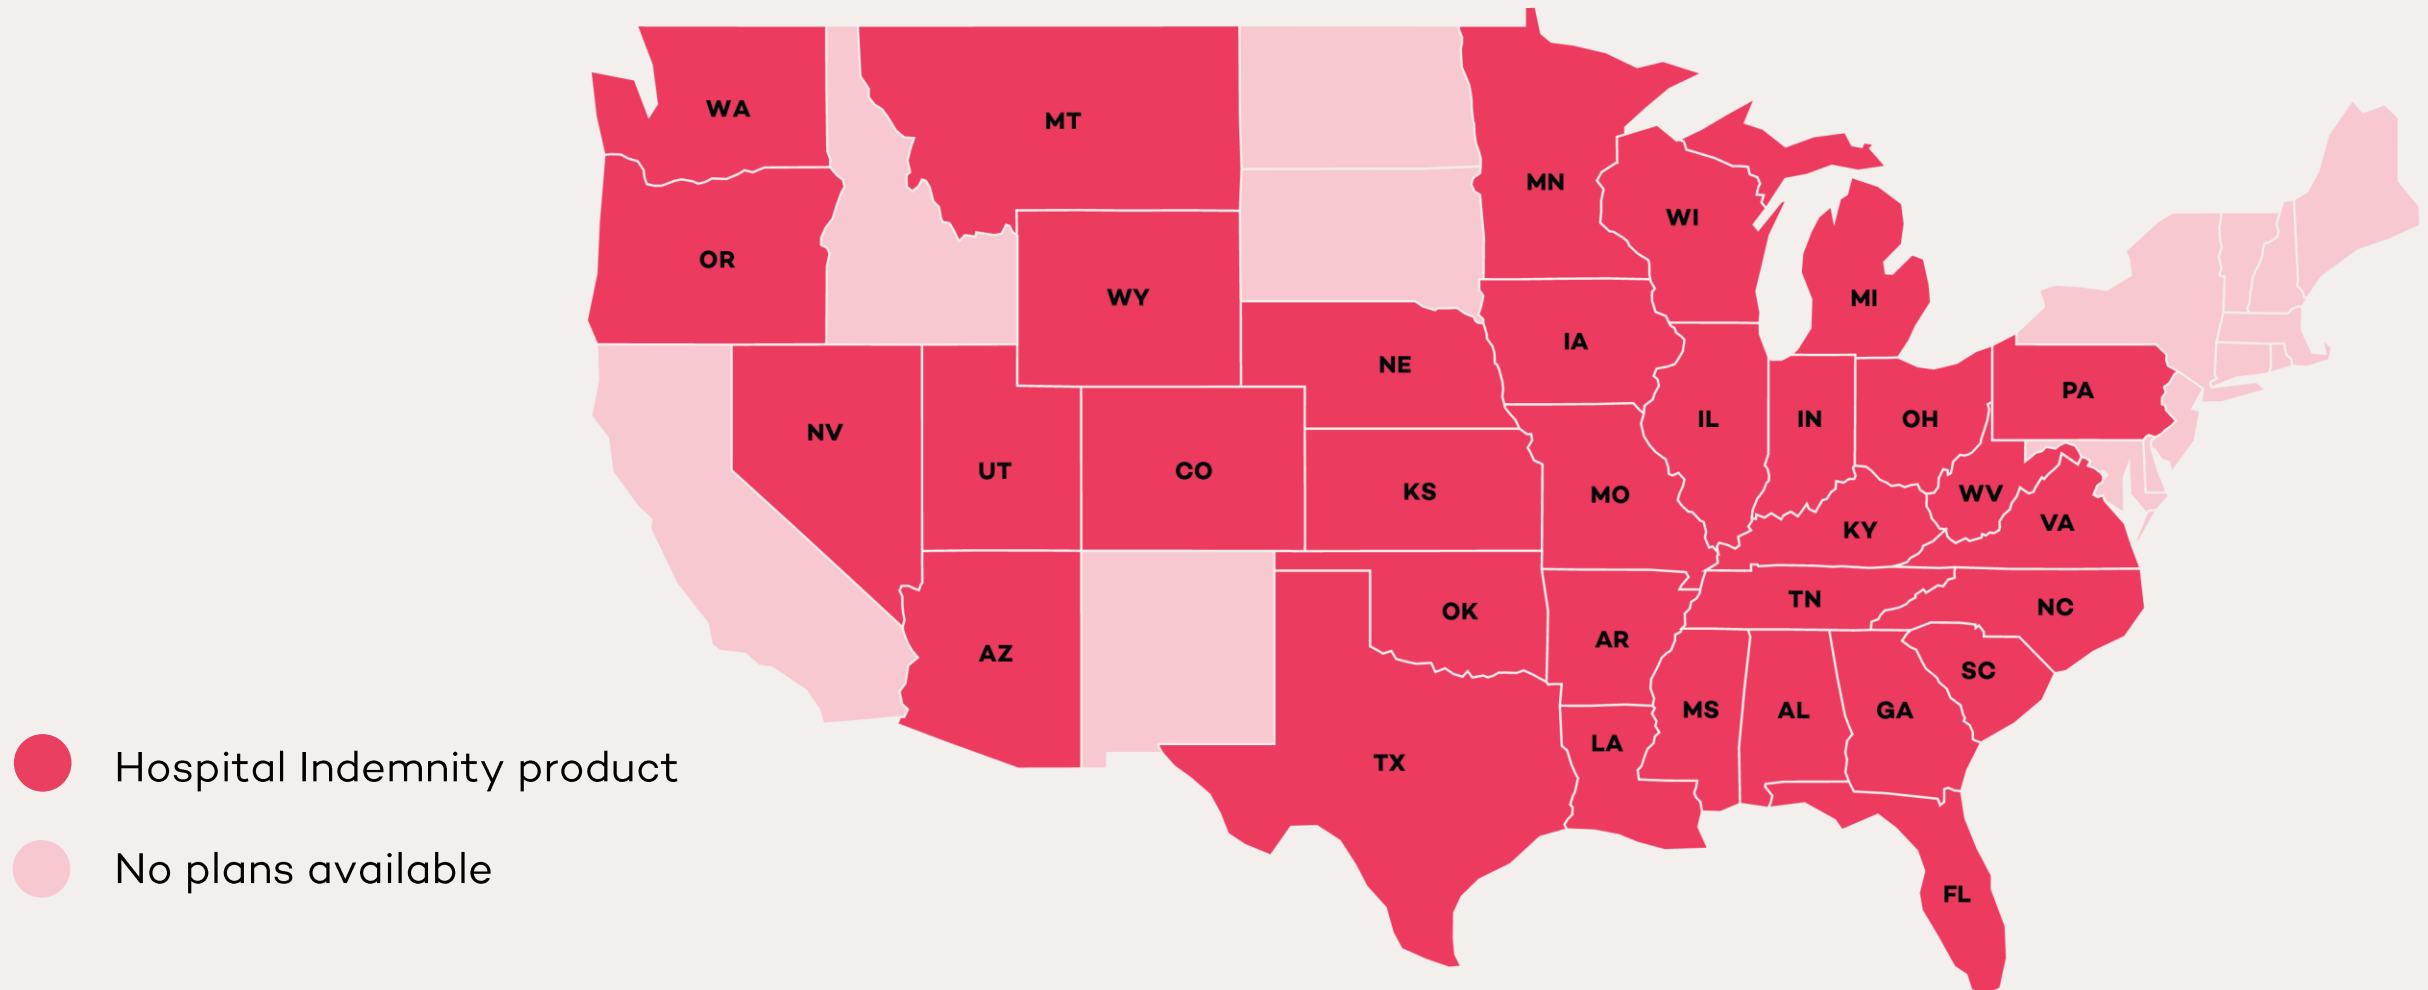 WA
MT
MN
WI
OR
WY
MI
IA
NE
PA
NV
IL
IN
OH
UT
CO
KS
MO
WV
KY
VA
TN
NC
OK
AR
AZ
SC
MS
AL
GA
LA
TX
FL
Hospital Indemnity product
No plans available